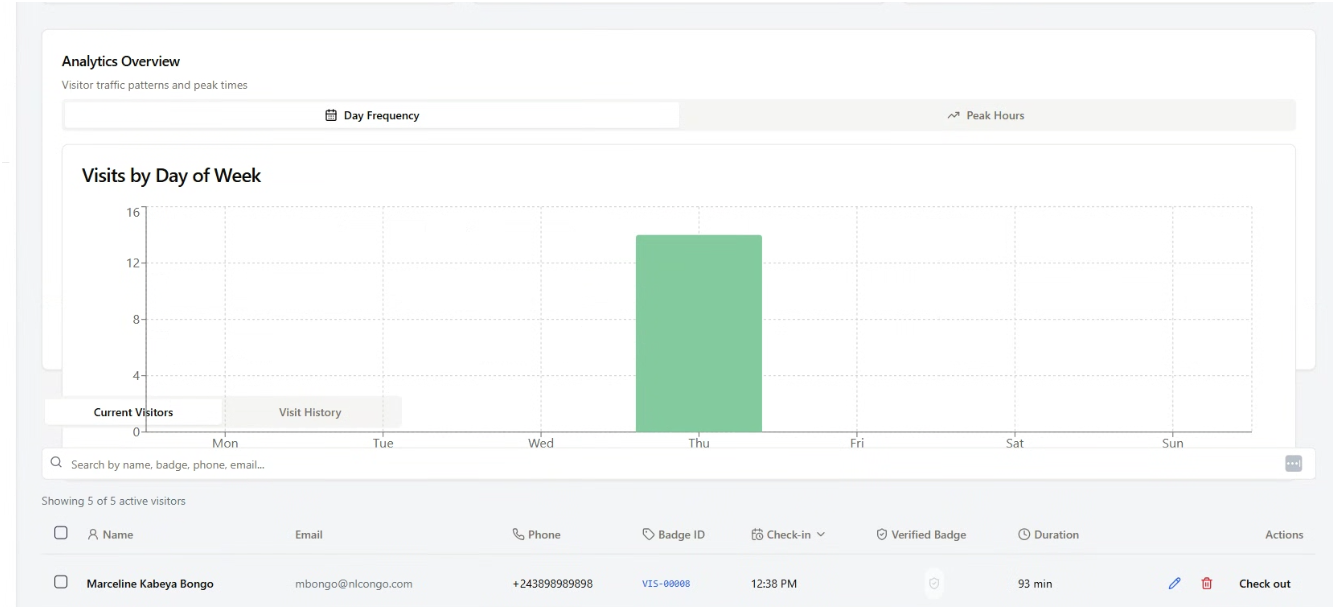 Analytics Overview
Visitor traffic patterns and peak times
Day Frequency Peak Hours
Visits by Day of Week
16
12
8
4
Current Visitors Visit History
0
Mon Tue Wed Thu Fri Sat Sun
Search by name, badge, phone, email...
Showing 5 of 5 active visitors
Name Email Phone Badge ID Check-in Verified Badge Duration Actions
Marceline Kabeya Bongo mbongo@nlcongo.com +243898989898 VIS-00008 12:38 PM 93 min Check out